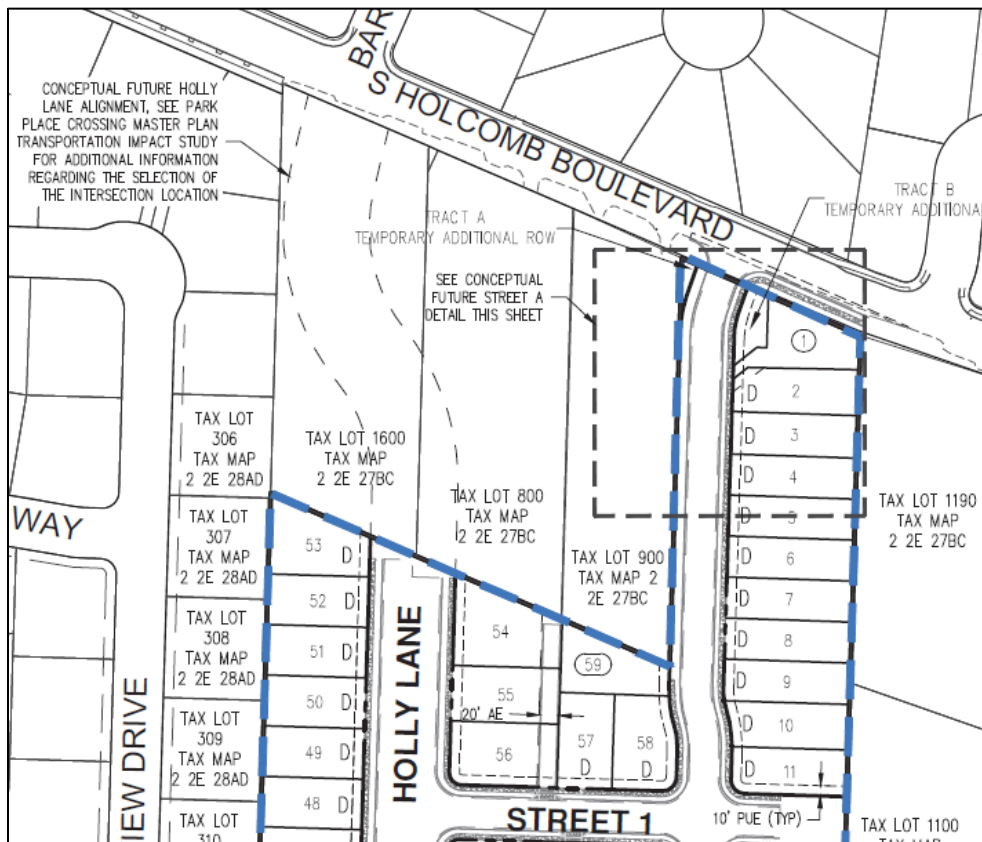 BAR
S HOLCOMB BOULEVARD
CONCEPTUAL FUTURE HOLLY
LANE ALIGNMENT, SEE PARK
PLACE CROSSING MASTER PLAN
TRANSPORTATION IMPACT STUDY
FOR ADDITIONAL INFORMATION
REGARDING THE SELECTION OF
THE INTERSECTION LOCATION
TRACT A
TEMPORARY ADDITIONAL ROW
TRACT B
TEMPORARY ADDITIONAL
SEE CONCEPTUAL
FUTURE STREET A
DETAIL THIS SHEET
1
D 2
D 3
D 4
D 5
D 6
D 7
D 8
D 9
D 10
D 11
TAX LOT
306
TAX MAP
2 2E 28AD
TAX LOT 1600
TAX MAP
2 2E 27BC
TAX LOT 800
TAX MAP
2 2E 27BC
TAX LOT 900
TAX MAP 2
2E 27BC
TAX LOT 1190
TAX MAP
2 2E 27BC
WAY
TAX LOT
307
TAX MAP
2 2E 28AD
TAX LOT
308
TAX MAP
2 2E 28AD
TAX LOT
309
TAX MAP
2 2E 28AD
TAX LOT
310
IEW DRIVE
53 D
52 D
51 D
50 D
49 D
48 D
HOLLY LANE
54
55
56
20' AE
59
57
D
58
D
STREET 1
10' PUE (TYP)
TAX LOT 1100
TAX MAP